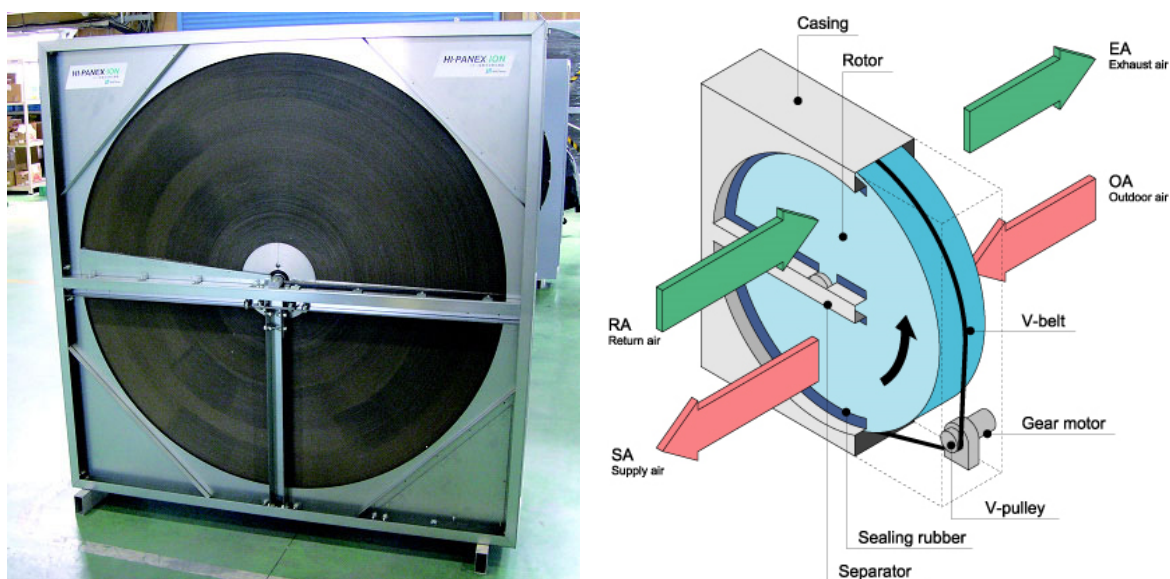 HI-PANEX-ION
HI-PANEX-ION
Casing
Rotor
EA
Exhaust air
OA
Outdoor air
RA
Return air
V-belt
SA
Supply air
Gear motor
V-pulley
Sealing rubber
Separator